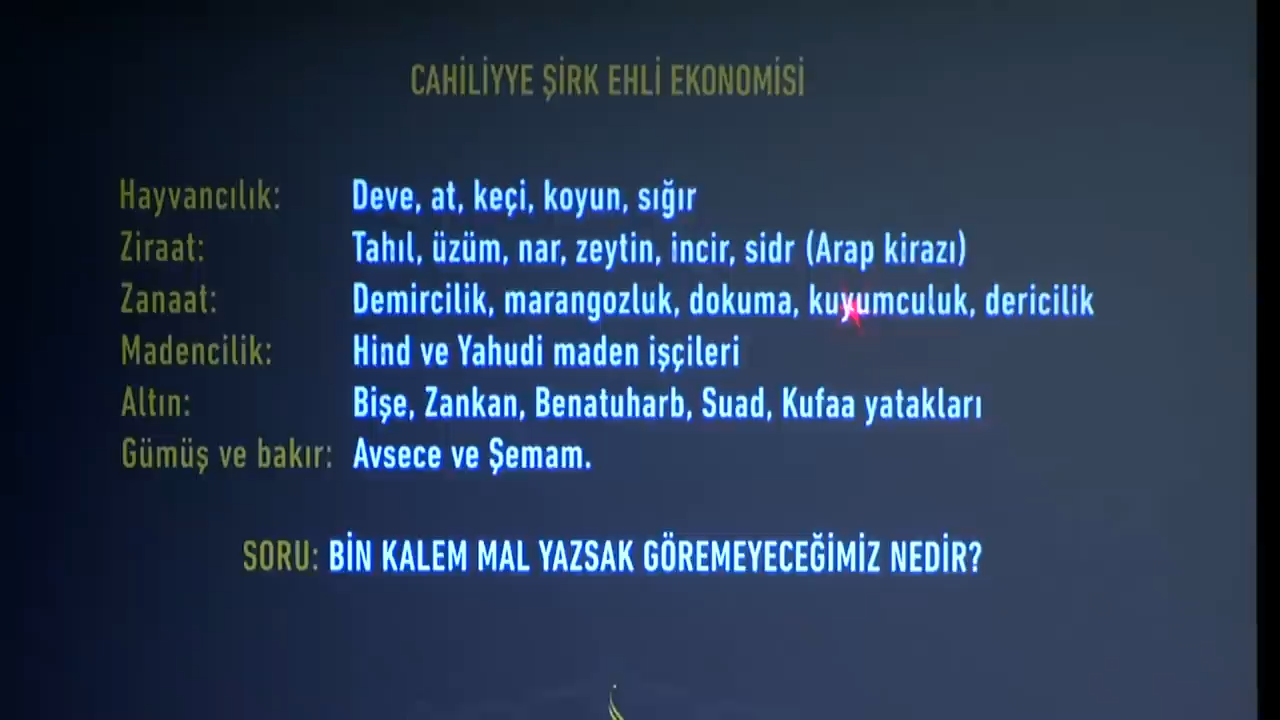 CAHİLİYYE ŞİRK EHLİ EKONOMİSİ
Hayvancılık: Deve, at, keçi, koyun, sığır
Ziraat: Tahıl, üzüm, nar, zeytin, incir, sidr (Arap kirazı)
Zanaat: Demircilik, marangozluk, dokuma, kuyumculuk, dericilik
Madencilik: Hind ve Yahudi maden işçileri
Altın: Bişe, Zankan, Benatuharb, Suad, Kufaa yatakları
Gümüş ve bakır: Avsece ve Şemam.
SORU: BİN KALEM MAL YAZSAK GÖREMEYECEĞİMİZ NEDİR?